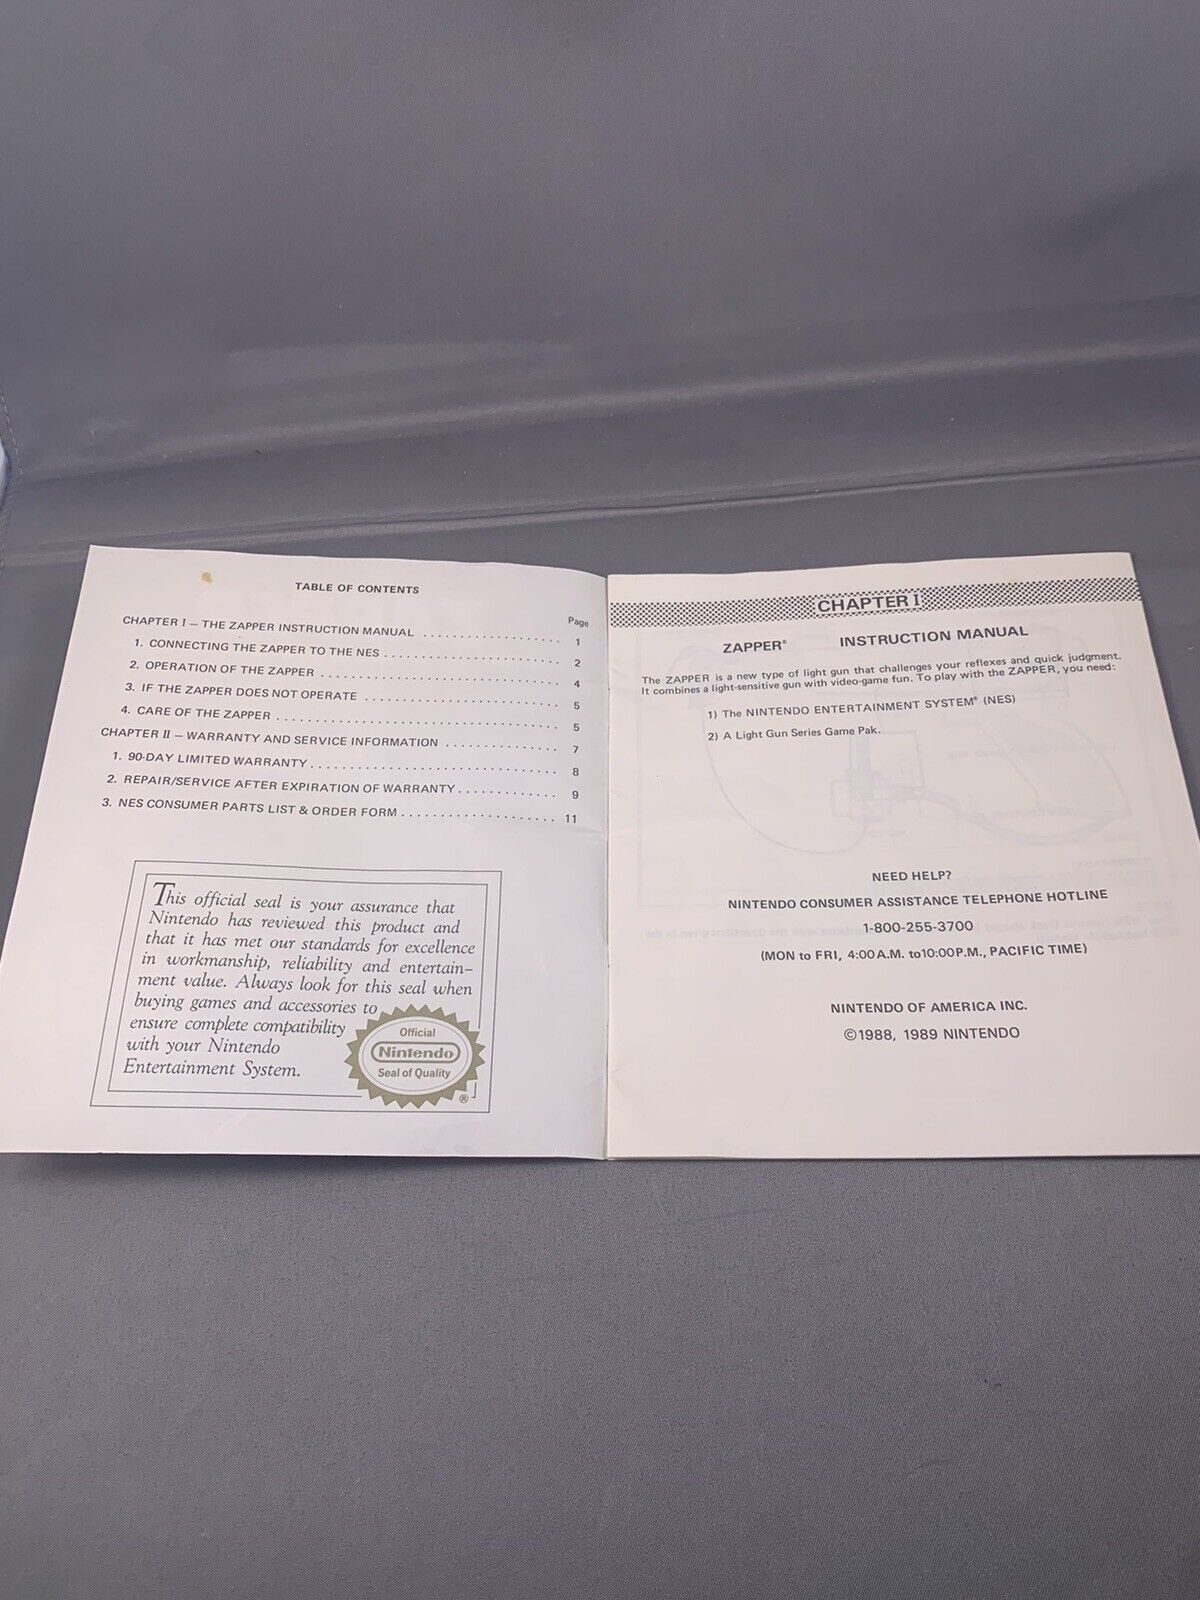 TABLE OF CONTENTS
Page
CHAPTER I – THE ZAPPER INSTRUCTION MANUAL .................... 1
1. CONNECTING THE ZAPPER TO THE NES .......................... 2
2. OPERATION OF THE ZAPPER ................................... 4
3. IF THE ZAPPER DOES NOT OPERATE ............................ 5
4. CARE OF THE ZAPPER ........................................ 5
CHAPTER II – WARRANTY AND SERVICE INFORMATION ................ 7
1. 90-DAY LIMITED WARRANTY ................................... 8
2. REPAIR/SERVICE AFTER EXPIRATION OF WARRANTY ............... 9
3. NES CONSUMER PARTS LIST & ORDER FORM ...................... 11
This official seal is your assurance that
Nintendo has reviewed this product and
that it has met our standards for excellence
in workmanship, reliability and entertain-
ment value. Always look for this seal when
buying games and accessories to
ensure complete compatibility
with your Nintendo
Entertainment System.
Official
Nintendo
Seal of Quality
®
CHAPTER I
ZAPPER® INSTRUCTION MANUAL
The ZAPPER is a new type of light gun that challenges your reflexes and quick judgment.
It combines a light-sensitive gun with video-game fun. To play with the ZAPPER, you need:
1) The NINTENDO ENTERTAINMENT SYSTEM® (NES)
2) A Light Gun Series Game Pak.
NEED HELP?
NINTENDO CONSUMER ASSISTANCE TELEPHONE HOTLINE
1-800-255-3700
(MON to FRI, 4:00 A.M. to 10:00 P.M., PACIFIC TIME)
NINTENDO OF AMERICA INC.
©1988, 1989 NINTENDO